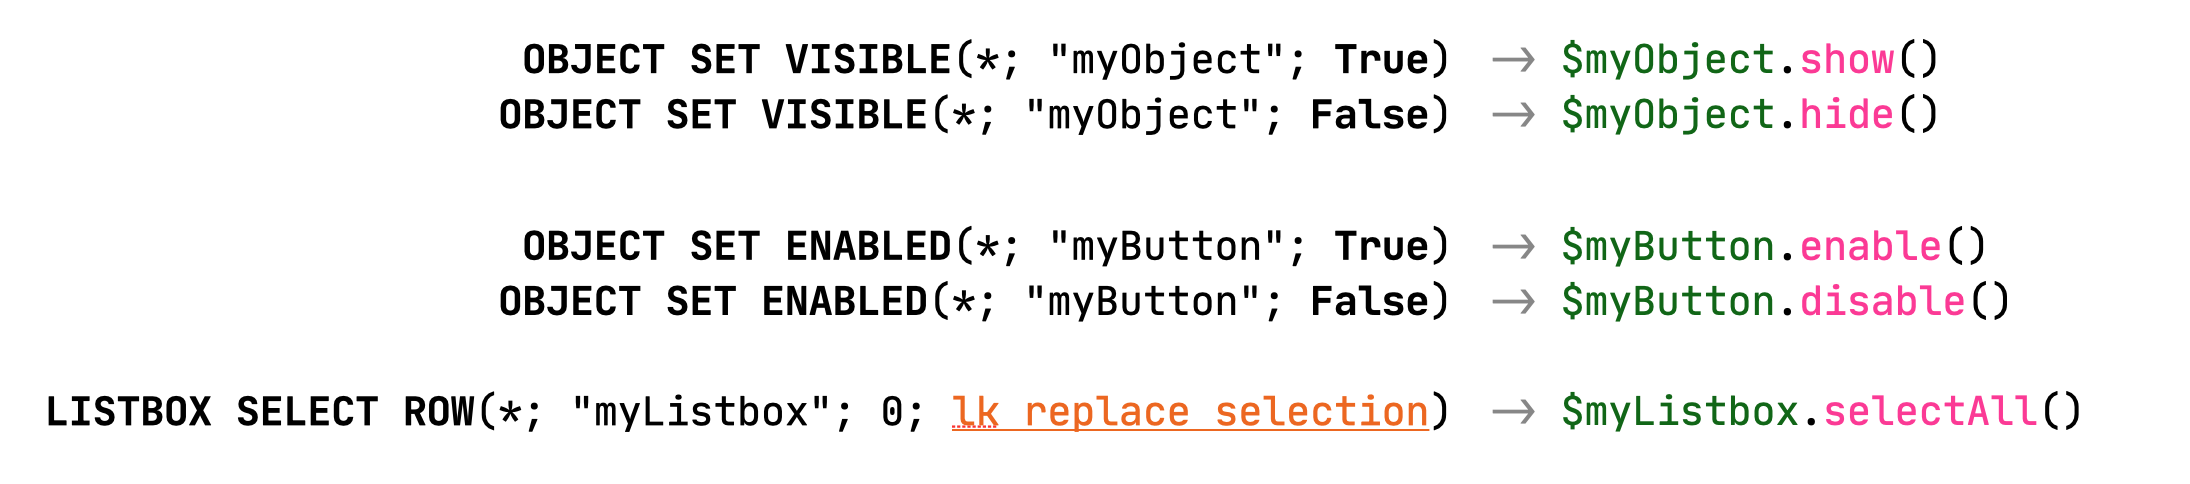 OBJECT SET VISIBLE(*; "myObject"; True) → $myObject.show()
OBJECT SET VISIBLE(*; "myObject"; False) → $myObject.hide()
OBJECT SET ENABLED(*; "myButton"; True) → $myButton.enable()
OBJECT SET ENABLED(*; "myButton"; False) → $myButton.disable()
LISTBOX SELECT ROW(*; "myListbox"; 0; lk replace selection) → $myListbox.selectAll()